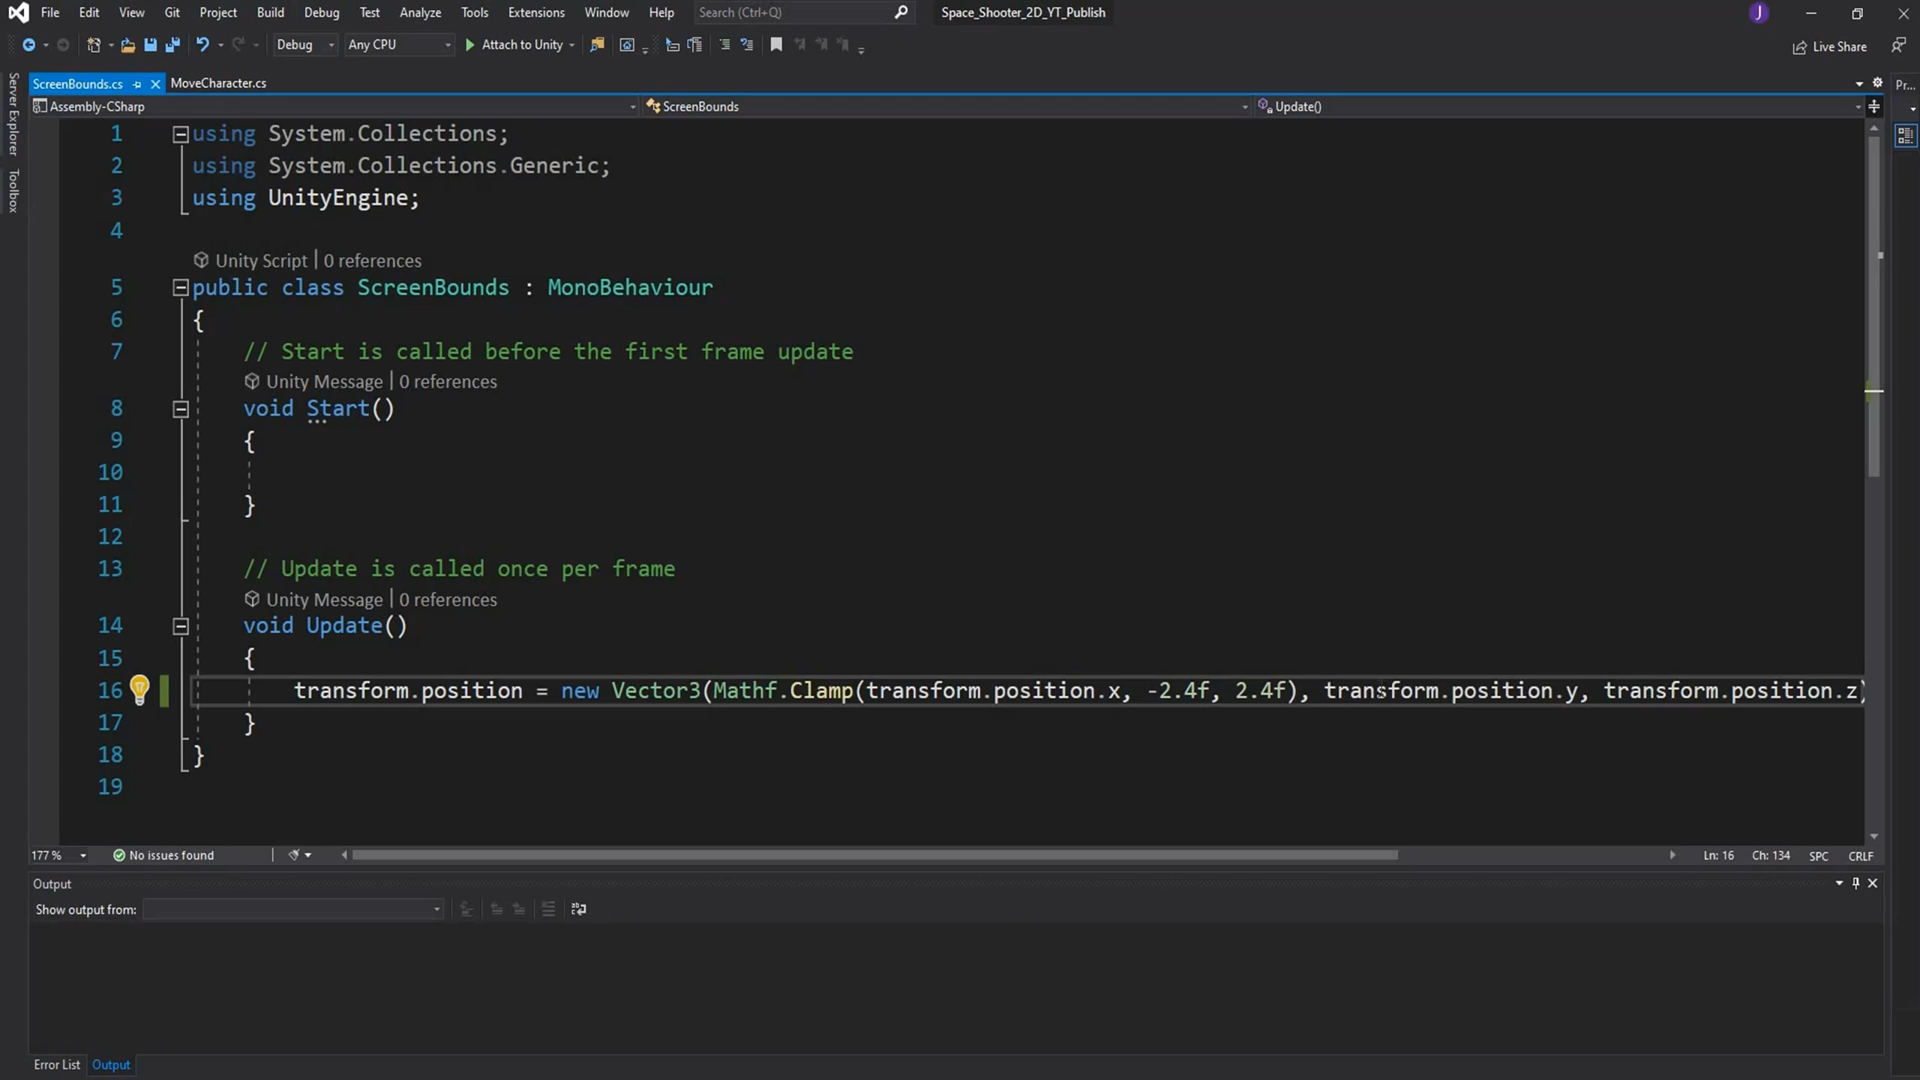 File Edit View Git Project Build Debug Test Analyze Tools Extensions Window Help Search (Ctrl+Q) Space_Shooter_2D_YT_Publish J
Debug Any CPU Attach to Unity Live Share
ScreenBounds.cs MoveCharacter.cs Pr...
Assembly-CSharp ScreenBounds Update()
Server Explorer
Toolbox
1 using System.Collections;
2 using System.Collections.Generic;
3 using UnityEngine;
4
Unity Script | 0 references
5 public class ScreenBounds : MonoBehaviour
6 {
7 // Start is called before the first frame update
Unity Message | 0 references
8 void Start()
9 {
10
11 }
12
13 // Update is called once per frame
Unity Message | 0 references
14 void Update()
15 {
16 transform.position = new Vector3(Mathf.Clamp(transform.position.x, -2.4f, 2.4f), transform.position.y, transform.position.z)
17 }
18 }
19
177 % No issues found Ln: 16 Ch: 134 SPC CRLF
Output
Show output from:
Error List Output